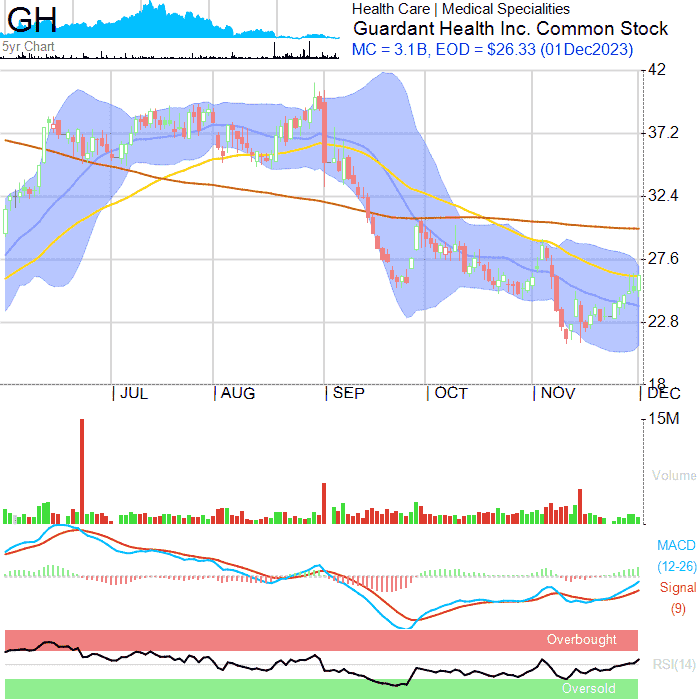 GH
5yr Chart
Health Care | Medical Specialities
Guardant Health Inc. Common Stock
MC = 3.1B, EOD = $26.33 (01Dec2023)
42
37.2
32.4
27.6
22.8
18
JUL AUG SEP OCT NOV DEC
15M
Volume
MACD
(12-26)
Signal
(9)
Overbought
RSI(14)
Oversold